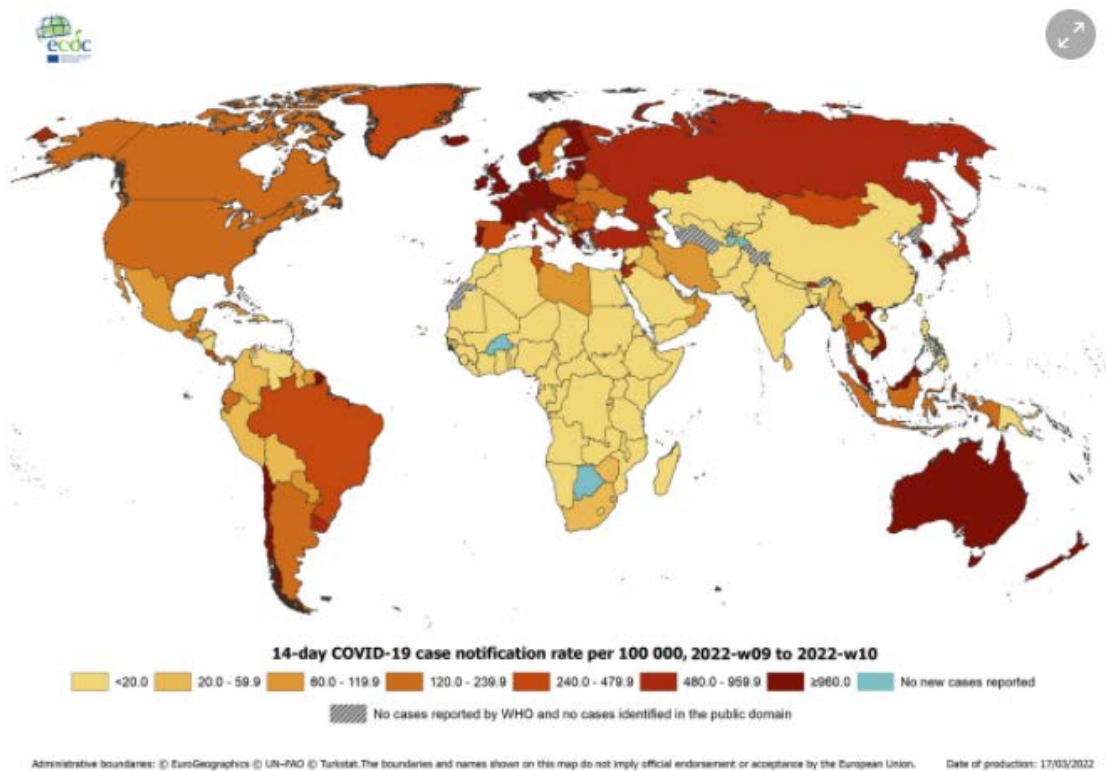 ecdc
14-day COVID-19 case notification rate per 100 000, 2022-w09 to 2022-w10
<20.0 20.0 - 59.9 60.0 - 119.9 120.0 - 239.9 240.0 - 479.9 480.0 - 959.9 ≥960.0 No new cases reported
No cases reported by WHO and no cases identified in the public domain
Administrative boundaries: © EuroGeographics © UN-FAO © Turkstat.The boundaries and names shown on this map do not imply official endorsement or acceptance by the European Union. Date of production: 17/03/2022